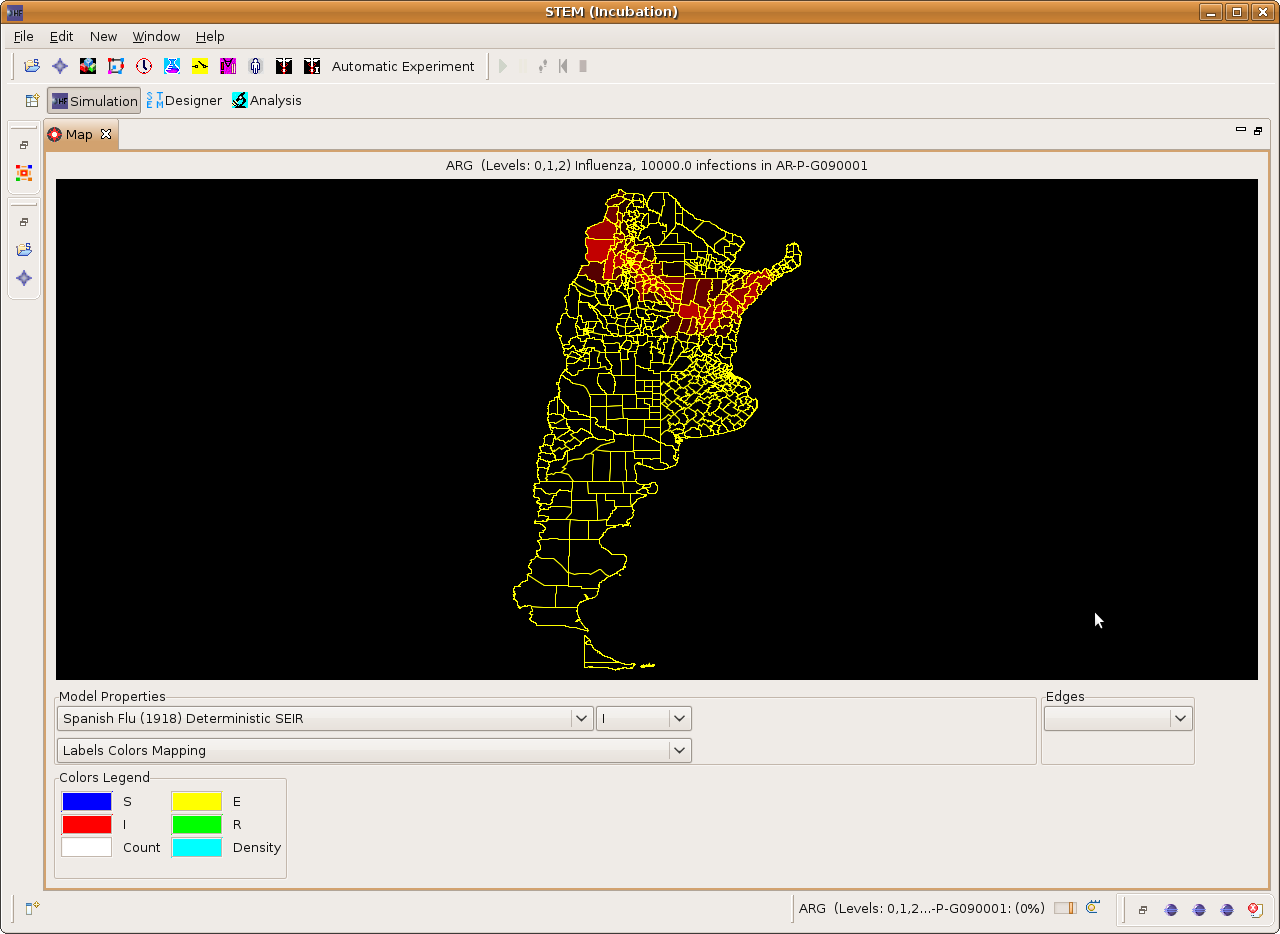 STEM (Incubation)
File Edit New Window Help
Automatic Experiment
Simulation STEM Designer Analysis
Map
ARG (Levels: 0,1,2) Influenza, 10000.0 infections in AR-P-G090001
Model Properties
Edges
Spanish Flu (1918) Deterministic SEIR
I
Labels Colors Mapping
Colors Legend
S E
I R
Count Density
ARG (Levels: 0,1,2...-P-G090001: (0%)